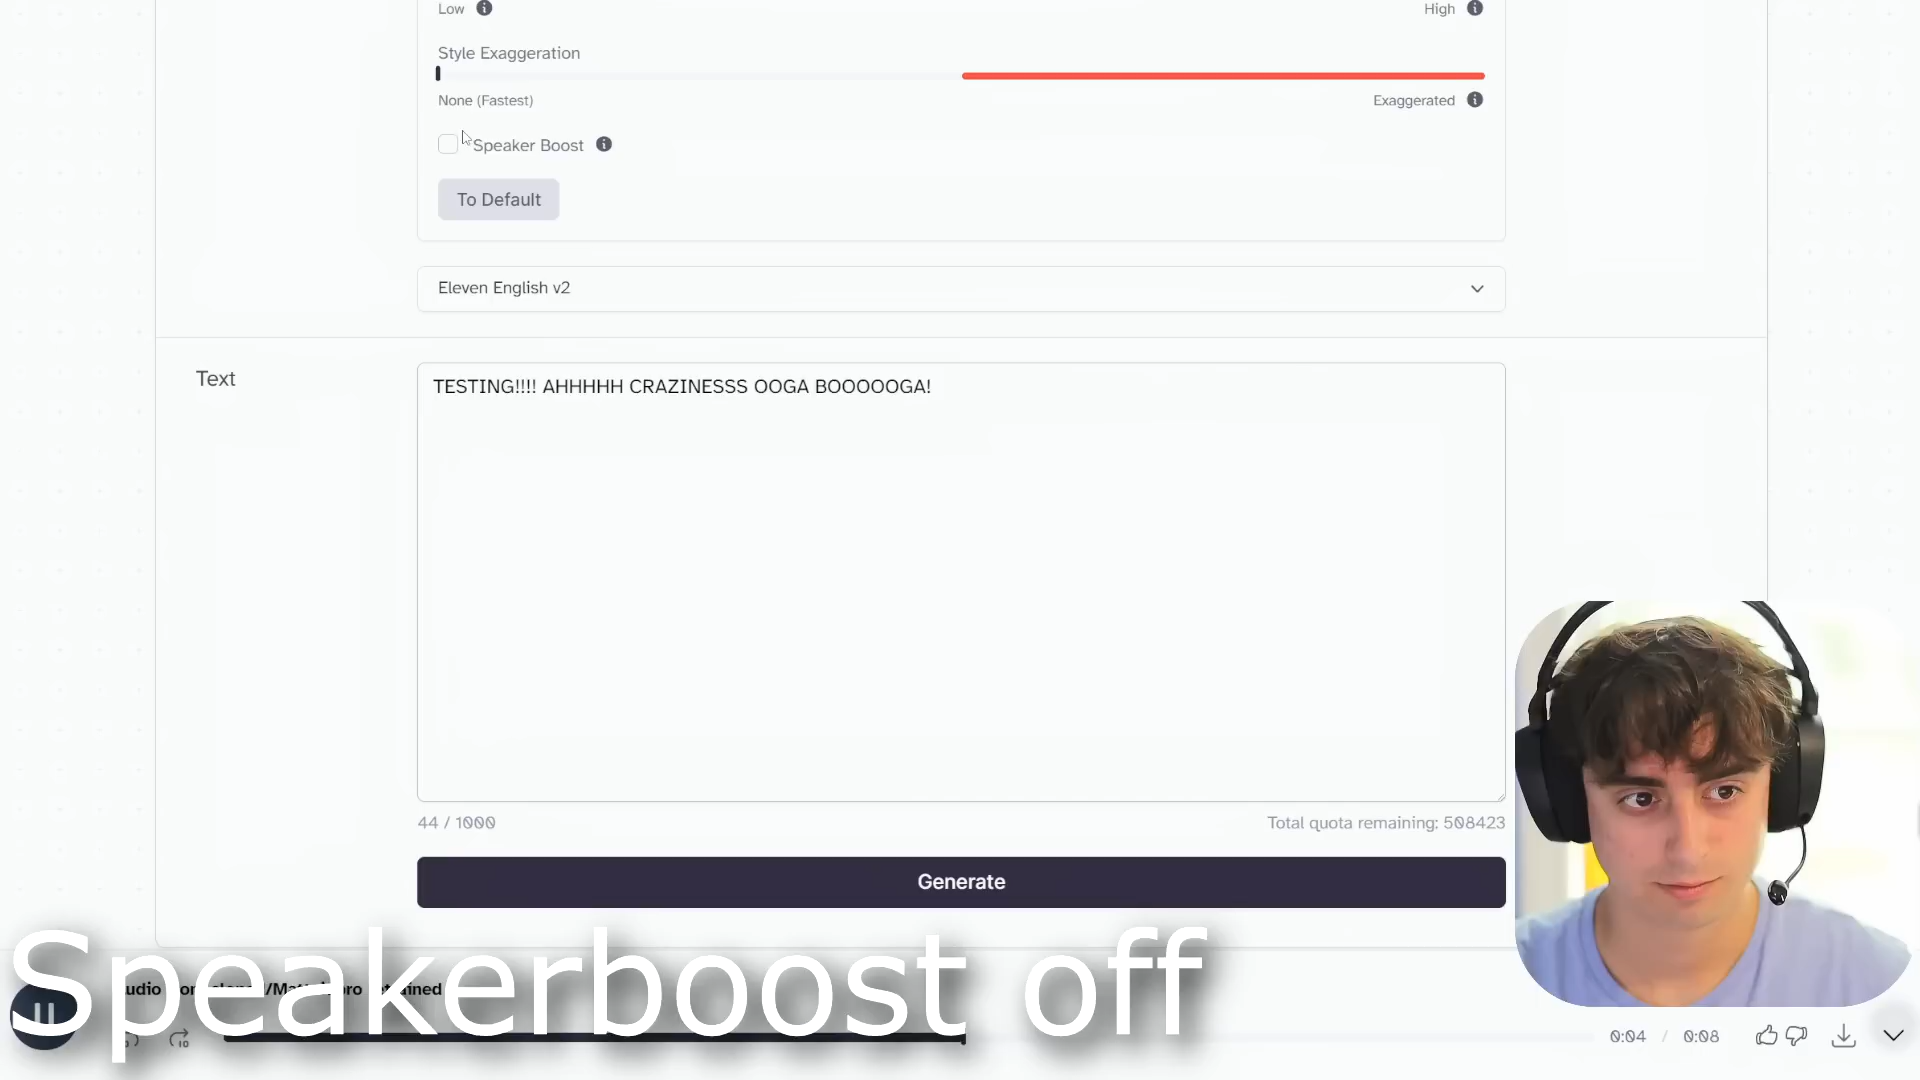 Low High
Style Exaggeration
None (Fastest) Exaggerated
Speaker Boost
To Default
Eleven English v2
Text
TESTING!!!! AHHHHH CRAZINESSS OOGA BOOOOOGA!
44 / 1000 Total quota remaining: 508423
Generate
Speakerboost off
0:04 / 0:08